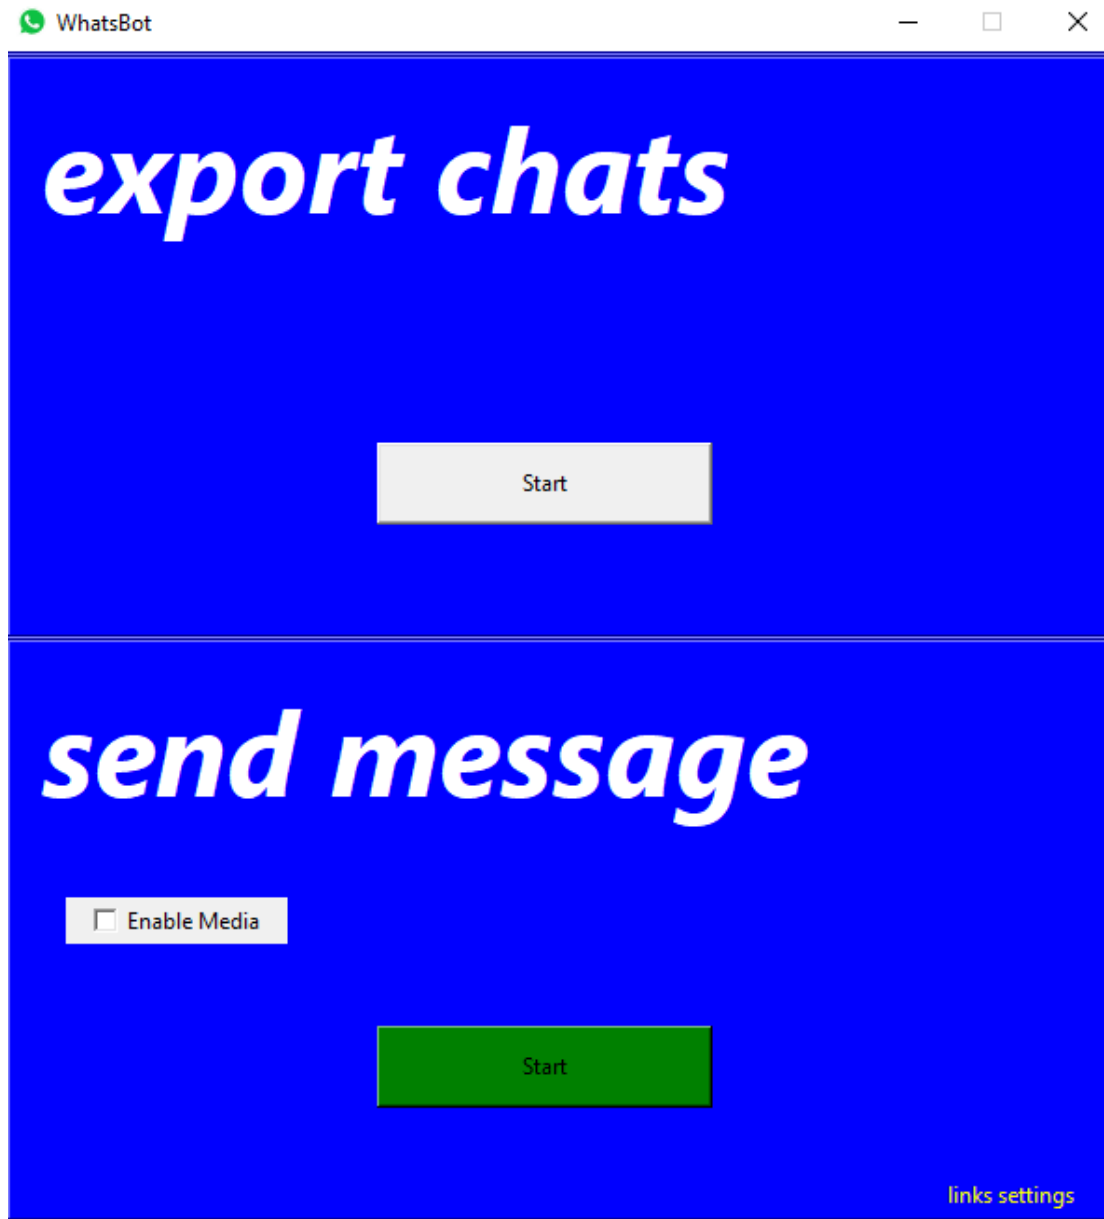 WhatsBot
export chats
Start
send message
Enable Media
Start
links settings